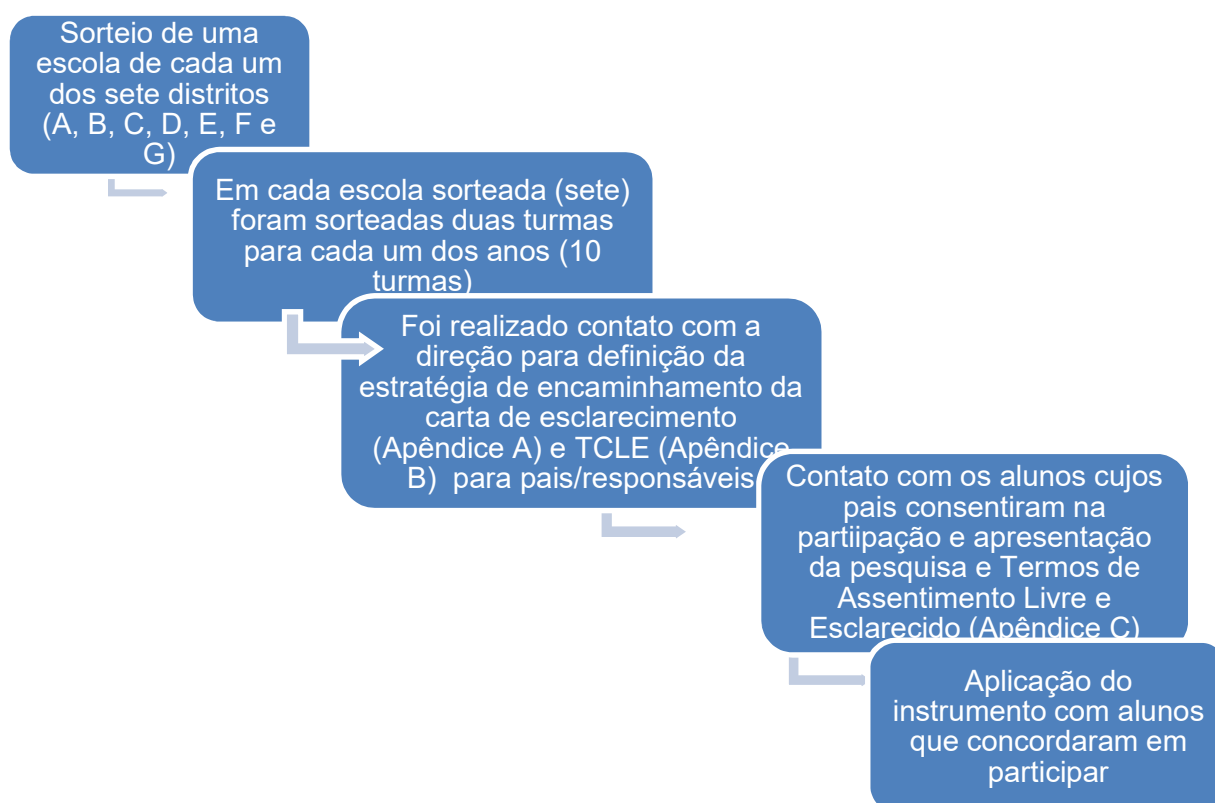 Sorteio de uma
escola de cada um
dos sete distritos
(A, B, C, D, E, F e
G)
Em cada escola sorteada (sete)
foram sorteadas duas turmas
para cada um dos anos (10
turmas)
Foi realizado contato com a
direção para definição da
estratégia de encaminhamento da
carta de esclarecimento
(Apêndice A) e TCLE (Apêndice
B) para pais/responsáveis
Contato com os alunos cujos
pais consentiram na
partiipação e apresentação
da pesquisa e Termos de
Assentimento Livre e
Esclarecido (Apêndice C)
Aplicação do
instrumento com alunos
que concordaram em
participar